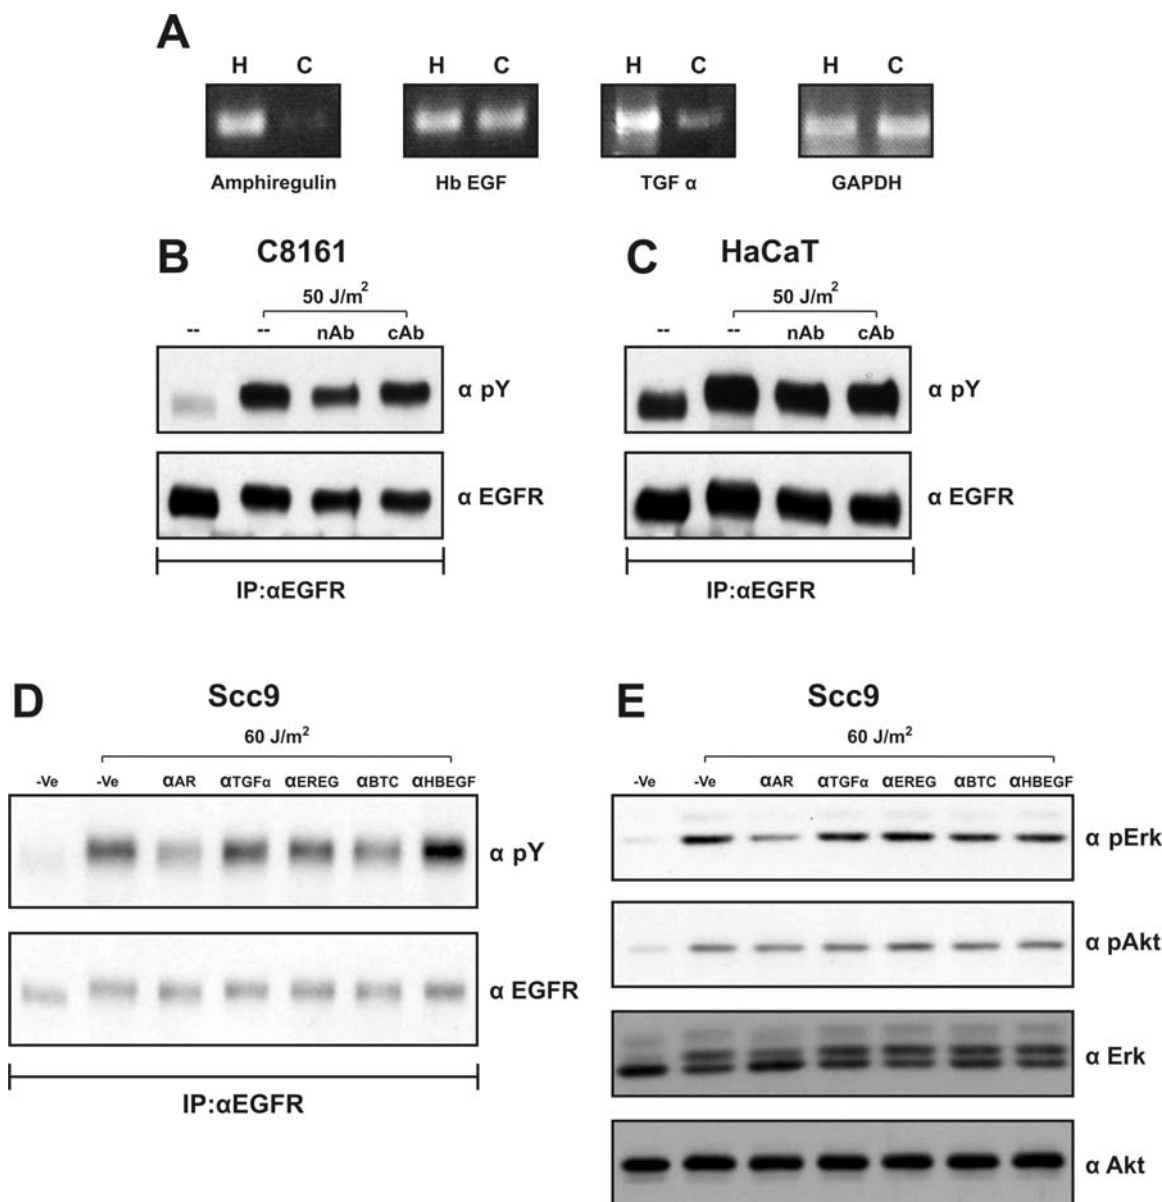 A
H C H C H C H C
Amphiregulin Hb EGF TGF α GAPDH
B C8161
50 J/m2
-- -- nAb cAb
α pY
α EGFR
IP:αEGFR
C HaCaT
50 J/m2
-- -- nAb cAb
α pY
α EGFR
IP:αEGFR
D Scc9
60 J/m2
-Ve -Ve αAR αTGFα αEREG αBTC αHBEGF
α pY
α EGFR
IP:αEGFR
E Scc9
60 J/m2
-Ve -Ve αAR αTGFα αEREG αBTC αHBEGF
α pErk
α pAkt
α Erk
α Akt